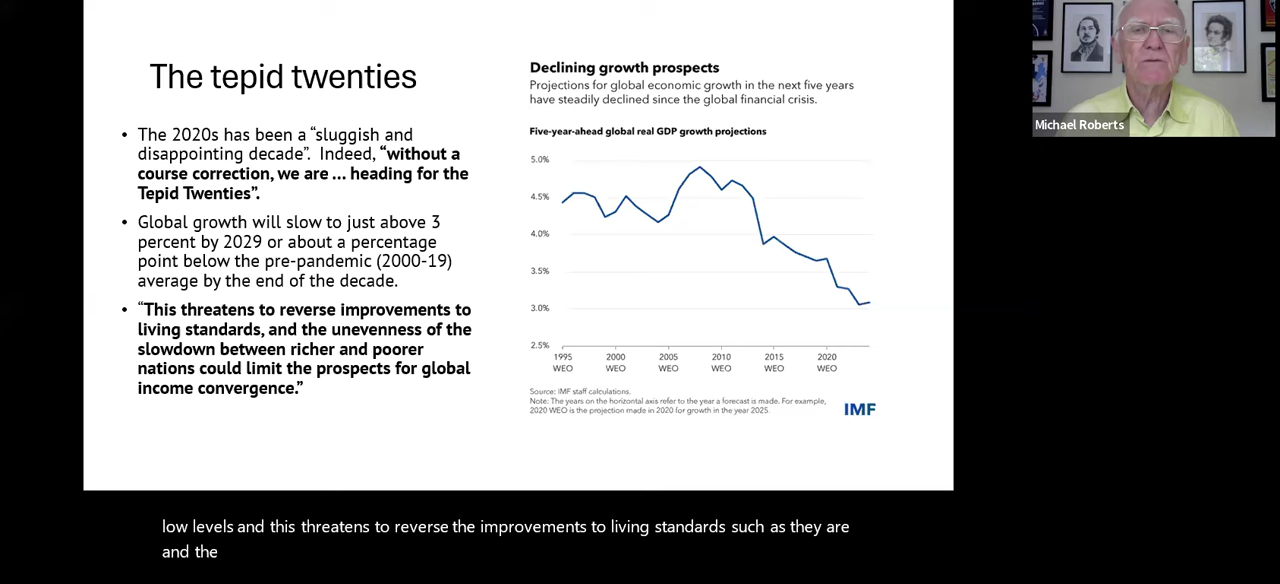 The tepid twenties
• The 2020s has been a “sluggish and
disappointing decade”.  Indeed, “without a
course correction, we are ... heading for the
Tepid Twenties”.
• Global growth will slow to just above 3
percent by 2029 or about a percentage
point below the pre-pandemic (2000-19)
average by the end of the decade.
• “This threatens to reverse improvements to
living standards, and the unevenness of the
slowdown between richer and poorer
nations could limit the prospects for global
income convergence.”
Declining growth prospects
Projections for global economic growth in the next five years
have steadily declined since the global financial crisis.
Five-year-ahead global real GDP growth projections
5.0%
4.5%
4.0%
3.5%
3.0%
2.5%
1995 2000 2005 2010 2015 2020
WEO WEO WEO WEO WEO WEO
Source: IMF staff calculations.
Note: The years on the horizontal axis refer to the year a forecast is made. For example,
2020 WEO is the projection made in 2020 for growth in the year 2025.
IMF
Michael Roberts
low levels and this threatens to reverse the improvements to living standards such as they are
and the